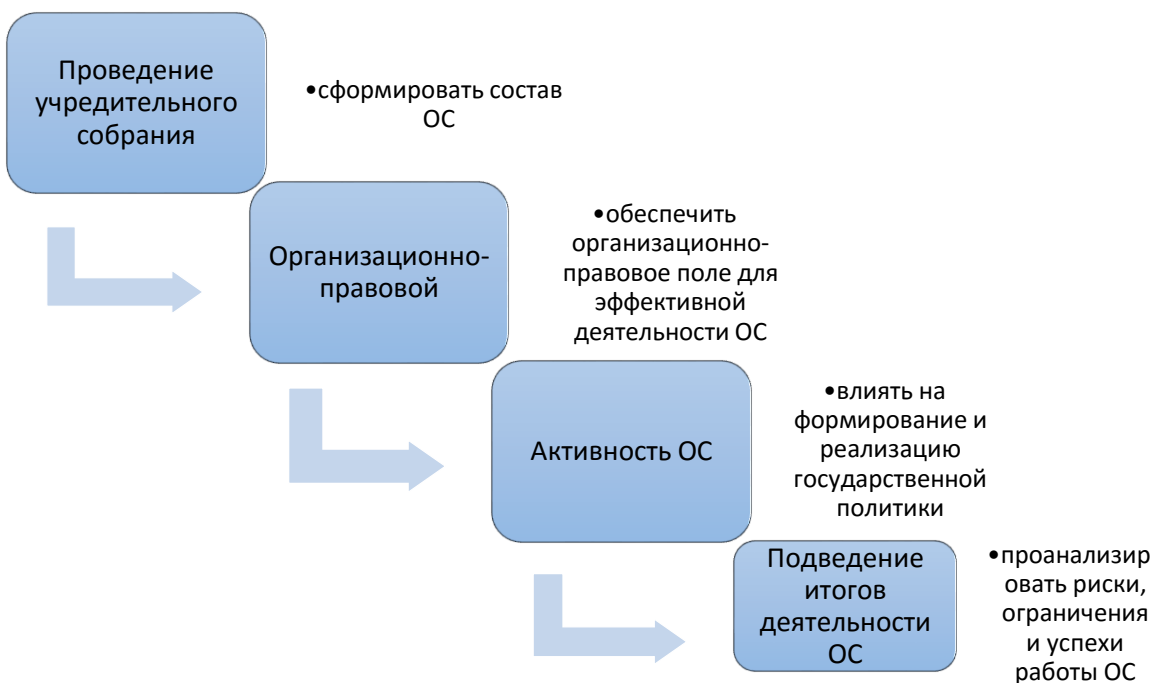 Проведение
учредительного
собрания
•сформировать состав
ОС
Организационно-
правовой
•обеспечить
организационно-
правовое поле для
эффективной
деятельности ОС
Активность ОС
•влиять на
формирование и
реализацию
государственной
политики
Подведение
итогов
деятельности
ОС
•проанализир
овать риски,
ограничения
и успехи
работы ОС